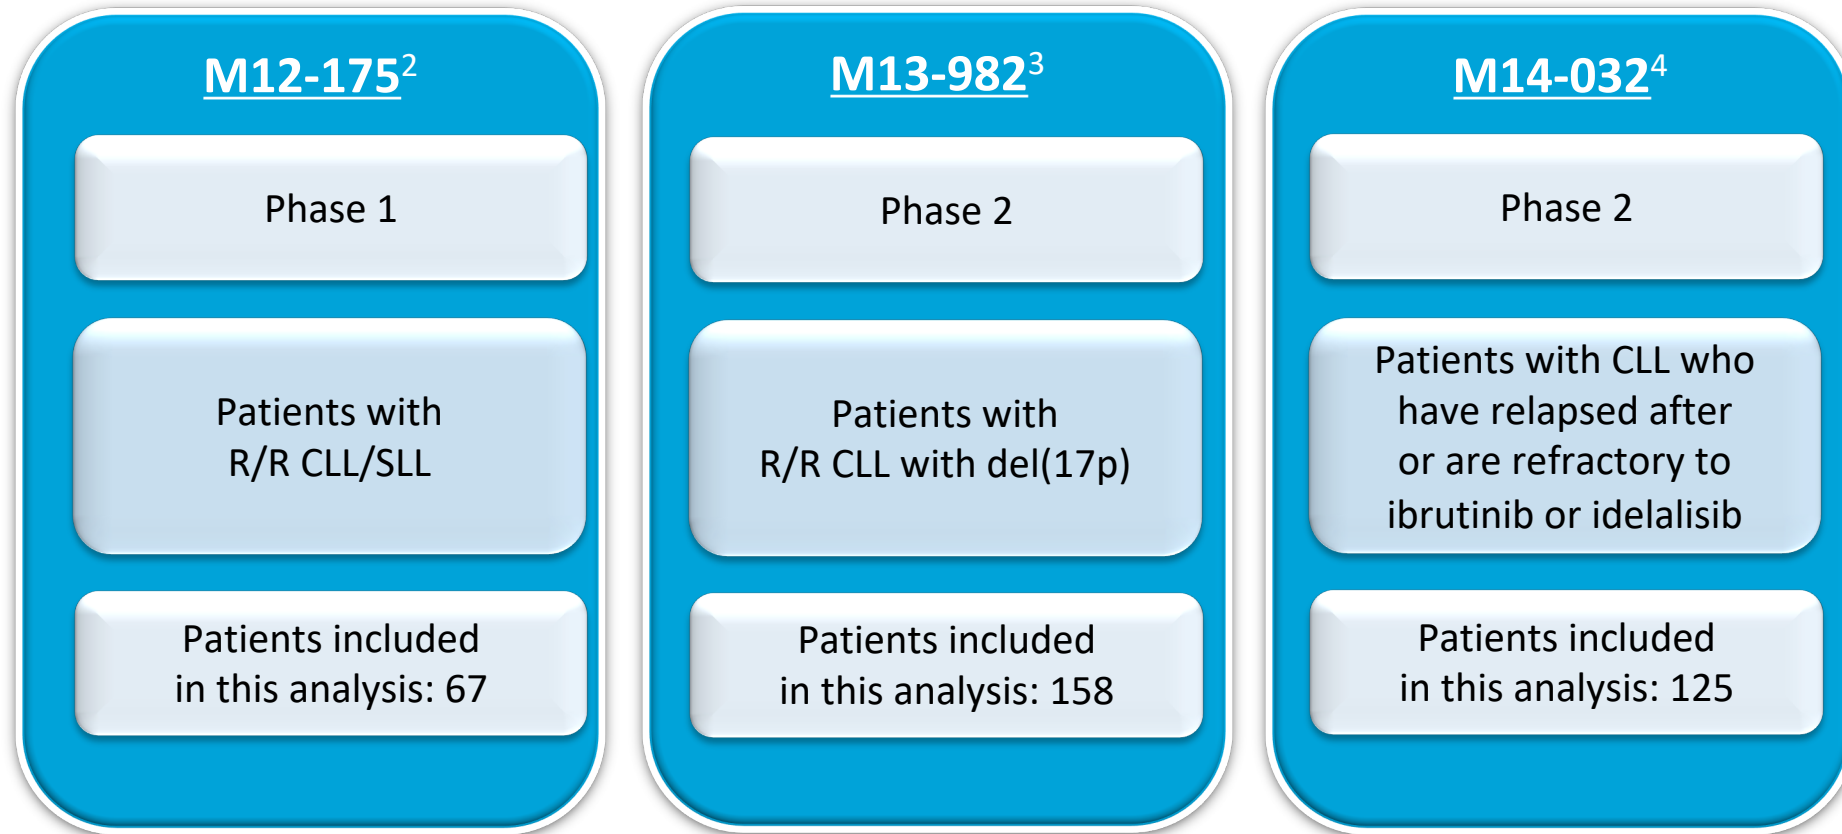 M12-175²
Phase 1
Patients with
R/R CLL/SLL
Patients included
in this analysis: 67
M13-982³
Phase 2
Patients with
R/R CLL with del(17p)
Patients included
in this analysis: 158
M14-032⁴
Phase 2
Patients with CLL who
have relapsed after
or are refractory to
ibrutinib or idelalisib
Patients included
in this analysis: 125